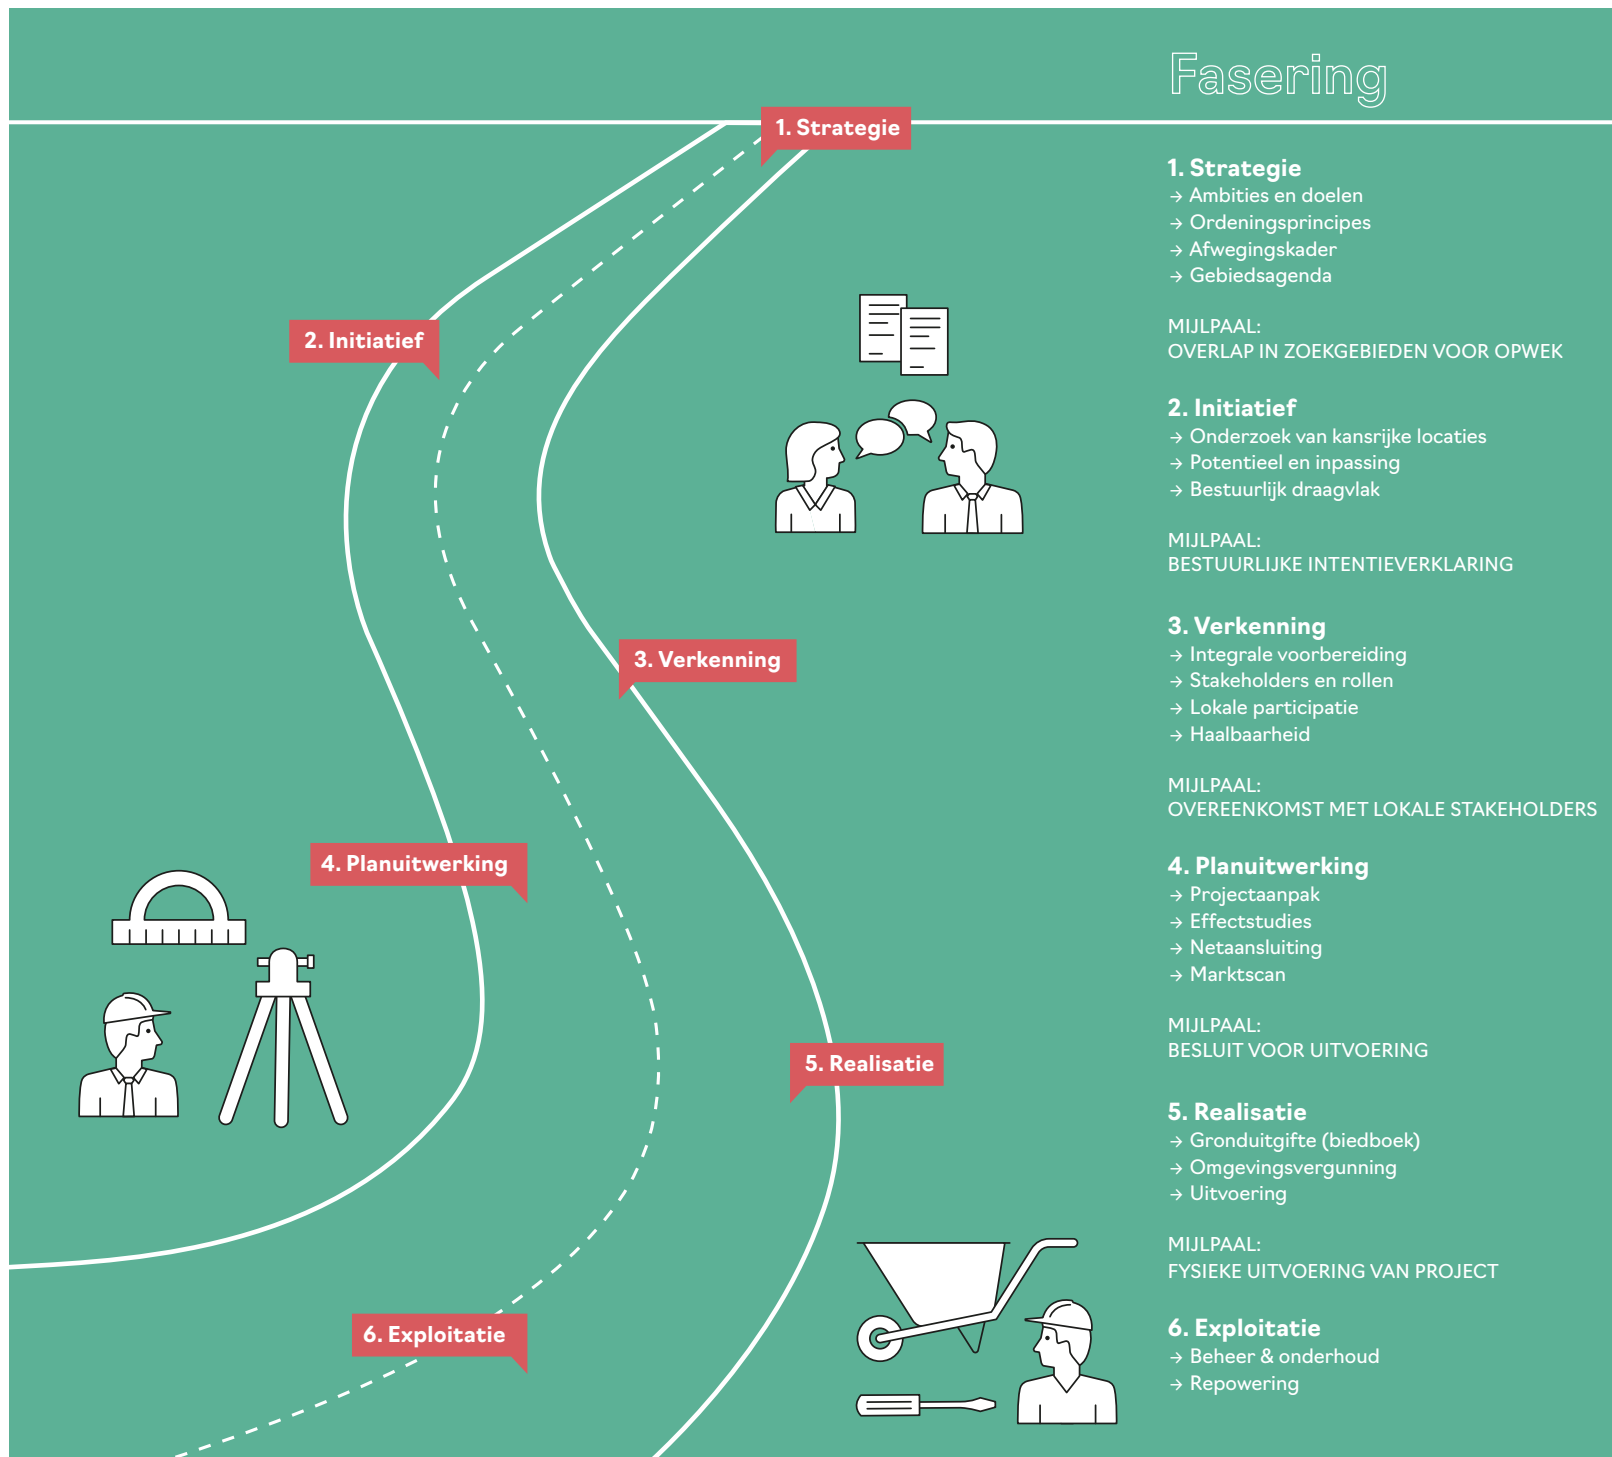 Fasering
1. Strategie
2. Initiatief
3. Verkenning
4. Planuitwerking
5. Realisatie
6. Exploitatie
1. Strategie
→ Ambities en doelen
→ Ordeningsprincipes
→ Afwegingskader
→ Gebiedsagenda
MIJLPAAL:
OVERLAP IN ZOEKGEBIEDEN VOOR OPWEK
2. Initiatief
→ Onderzoek van kansrijke locaties
→ Potentieel en inpassing
→ Bestuurlijk draagvlak
MIJLPAAL:
BESTUURLIJKE INTENTIEVERKLARING
3. Verkenning
→ Integrale voorbereiding
→ Stakeholders en rollen
→ Lokale participatie
→ Haalbaarheid
MIJLPAAL:
OVEREENKOMST MET LOKALE STAKEHOLDERS
4. Planuitwerking
→ Projectaanpak
→ Effectstudies
→ Netaansluiting
→ Marktscan
MIJLPAAL:
BESLUIT VOOR UITVOERING
5. Realisatie
→ Gronduitgifte (biedboek)
→ Omgevingsvergunning
→ Uitvoering
MIJLPAAL:
FYSIEKE UITVOERING VAN PROJECT
6. Exploitatie
→ Beheer & onderhoud
→ Repowering